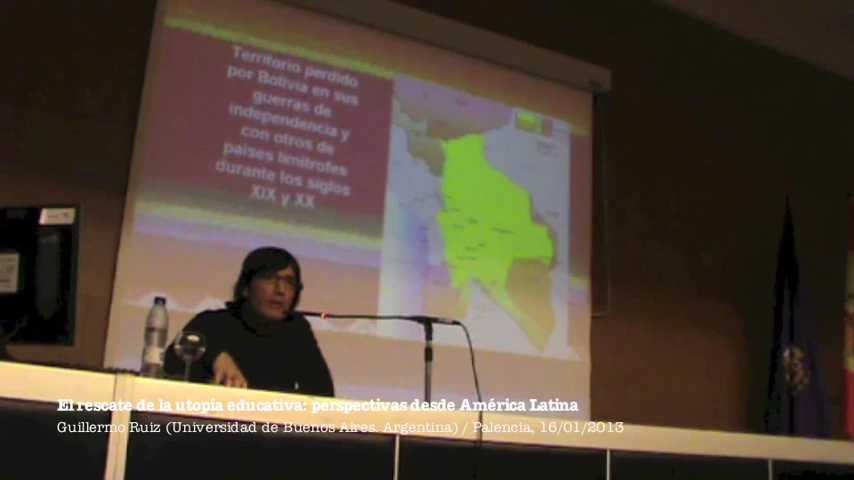 Territorio perdido
por Bolivia en sus
guerras de
independencia y
con otros de
países limítrofes
durante los siglos
XIX y XX
El rescate de la utopía educativa: perspectivas desde América Latina
Guillermo Ruiz (Universidad de Buenos Aires. Argentina) / Palencia, 16/01/2013